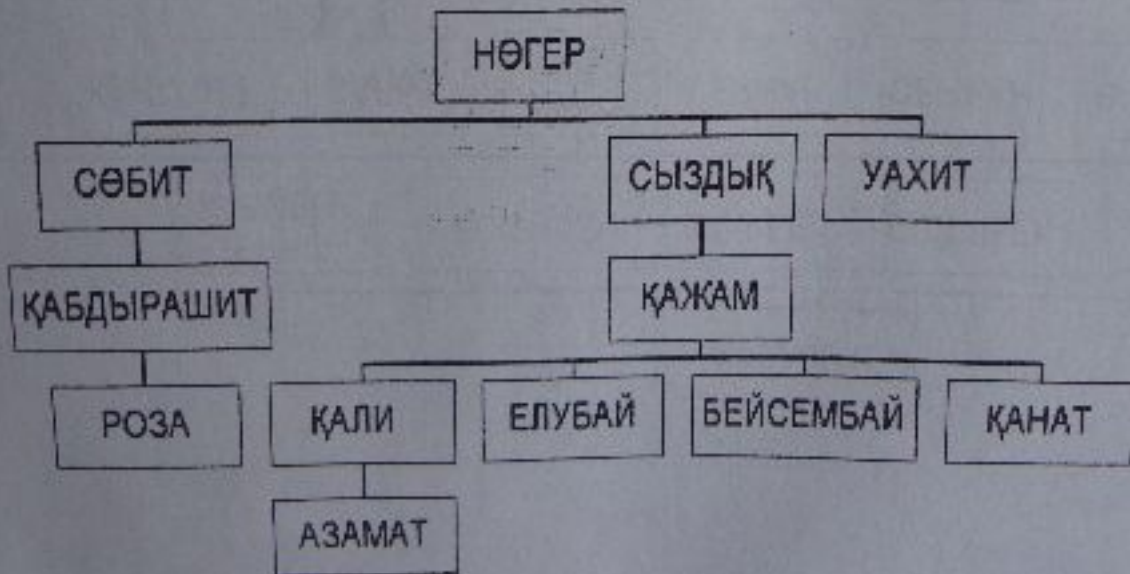 НӨГЕР
СӨБИТ
СЫЗДЫҚ
УАХИТ
ҚАБДЫРАШИТ
ҚАЖАМ
РОЗА
ҚАЛИ
ЕЛУБАЙ
БЕЙСЕМБАЙ
ҚАНАТ
АЗАМАТ